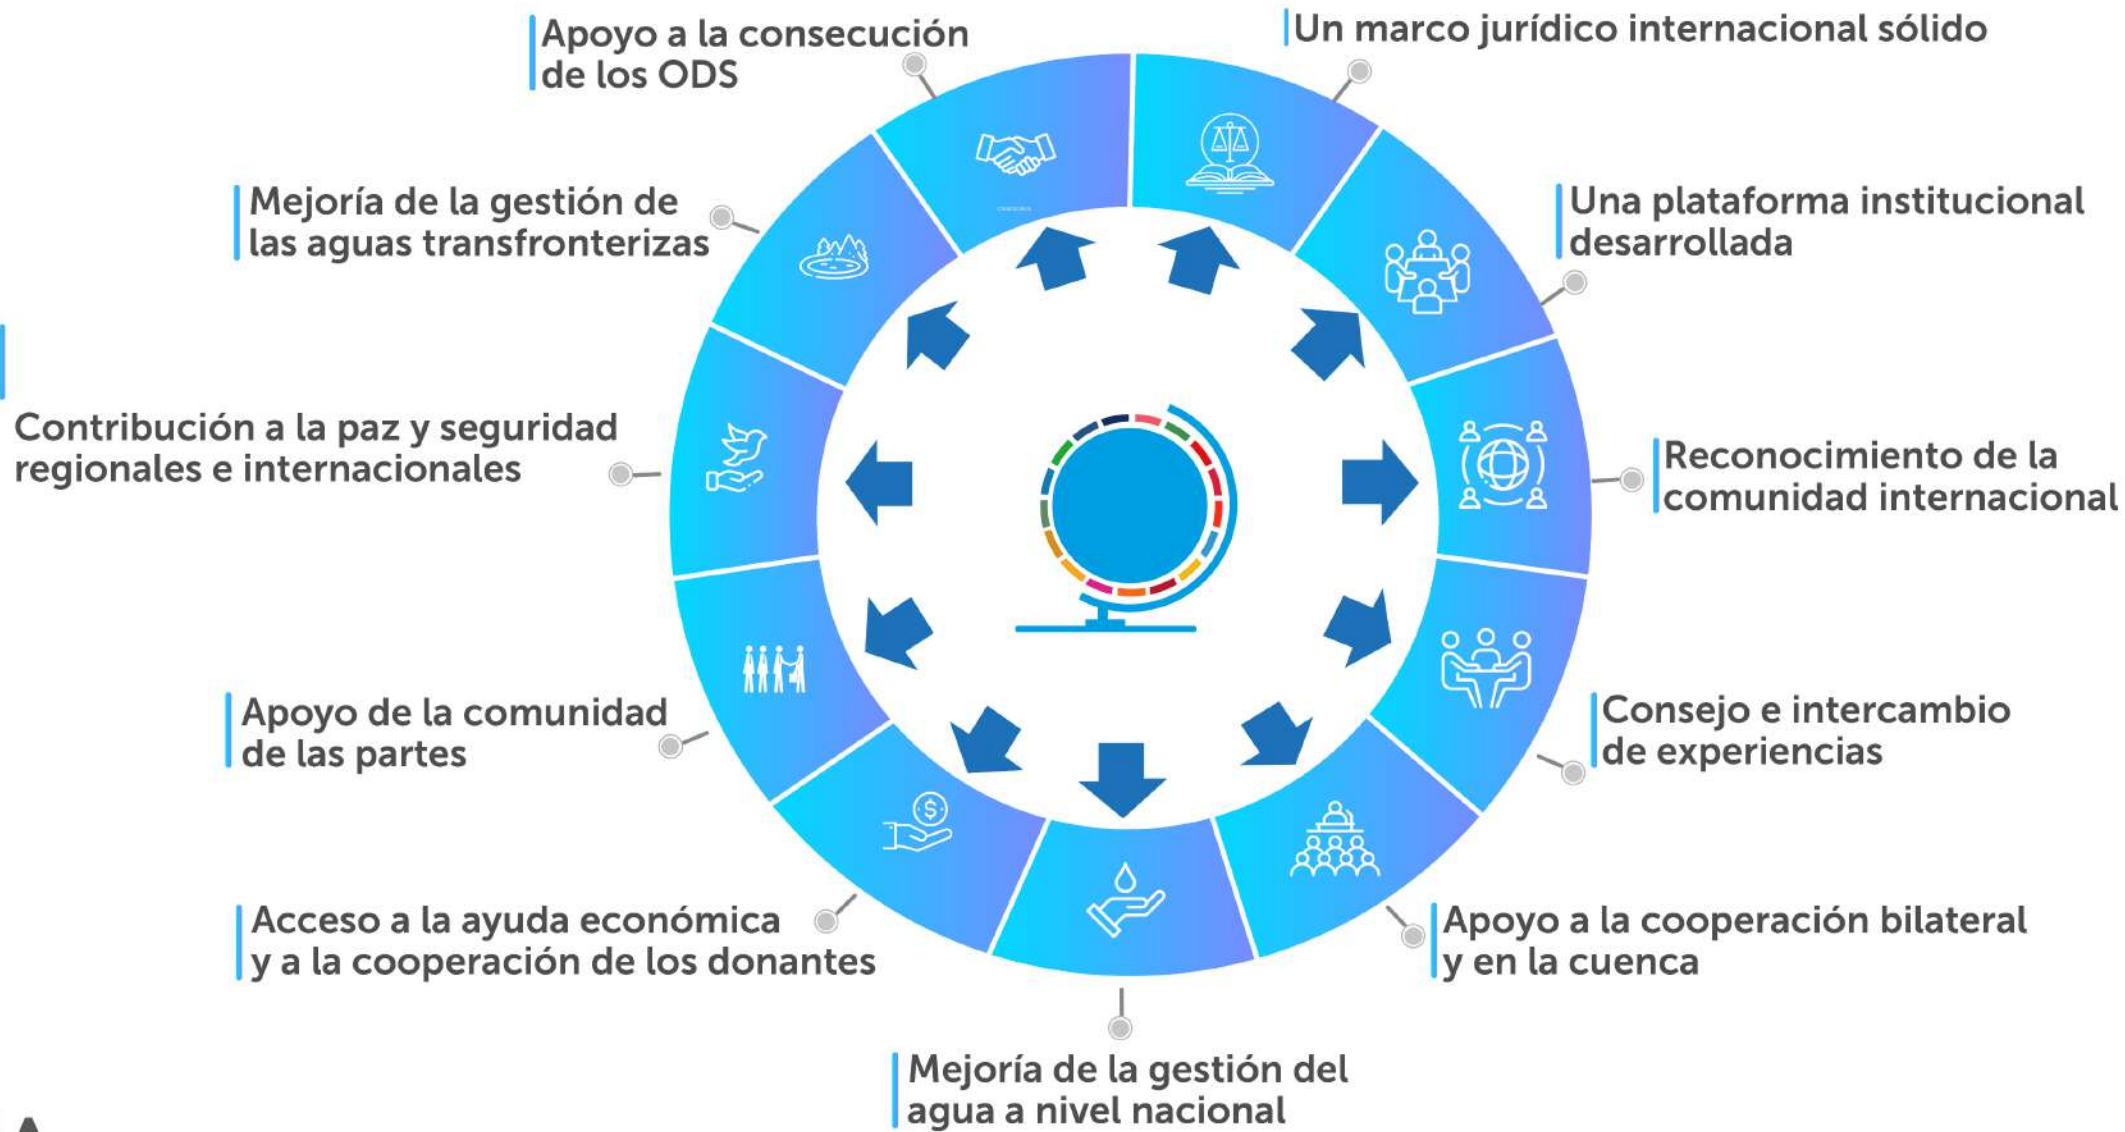 Apoyo a la consecución
de los ODS
Un marco jurídico internacional sólido
Mejoría de la gestión de
las aguas transfronterizas
Una plataforma institucional
desarrollada
Contribución a la paz y seguridad
regionales e internacionales
Reconocimiento de la
comunidad internacional
Apoyo de la comunidad
de las partes
Consejo e intercambio
de experiencias
Acceso a la ayuda económica
y a la cooperación de los donantes
Apoyo a la cooperación bilateral
y en la cuenca
Mejoría de la gestión del
agua a nivel nacional